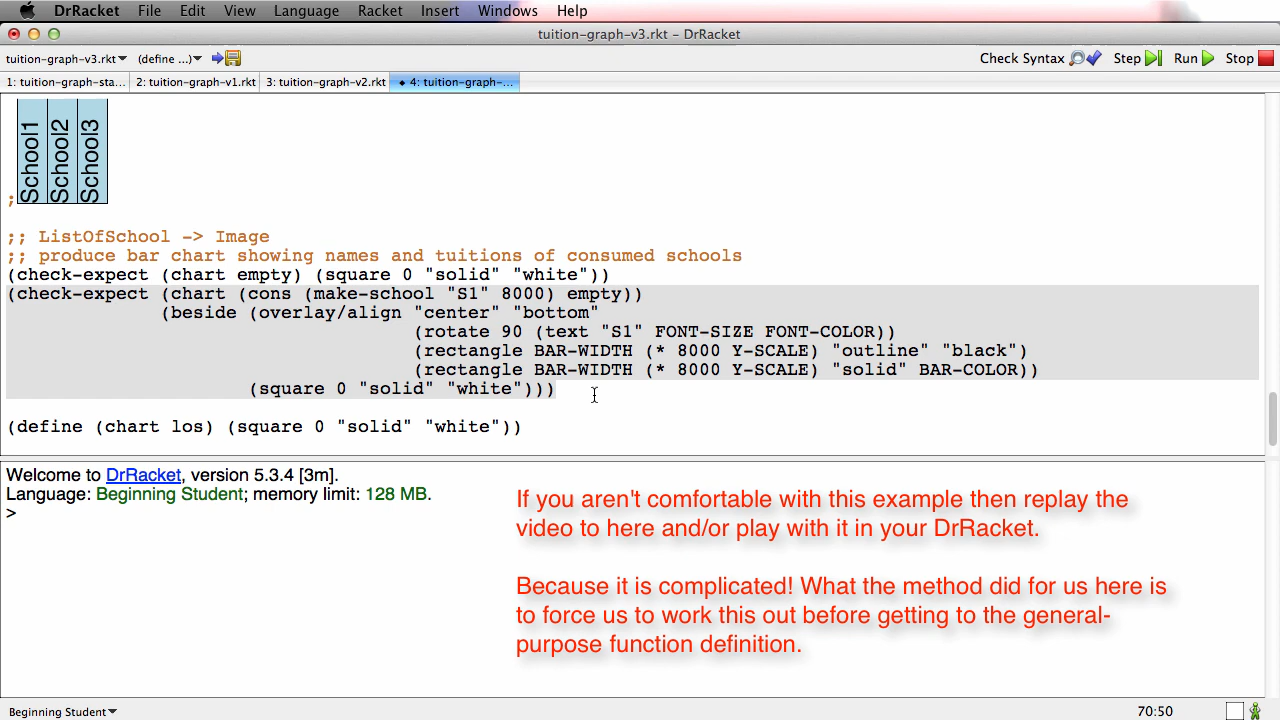 DrRacket File Edit View Language Racket Insert Windows Help
tuition-graph-v3.rkt - DrRacket
tuition-graph-v3.rkt▾ (define ...)▾ Check Syntax Step Run Stop
1: tuition-graph-sta... 2: tuition-graph-v1.rkt 3: tuition-graph-v2.rkt ◆ 4: tuition-graph-...
School1
School2
School3
;
;; ListOfSchool -> Image
;; produce bar chart showing names and tuitions of consumed schools
(check-expect (chart empty) (square 0 "solid" "white"))
(check-expect (chart (cons (make-school "S1" 8000) empty))
(beside (overlay/align "center" "bottom"
(rotate 90 (text "S1" FONT-SIZE FONT-COLOR))
(rectangle BAR-WIDTH (* 8000 Y-SCALE) "outline" "black")
(rectangle BAR-WIDTH (* 8000 Y-SCALE) "solid" BAR-COLOR))
(square 0 "solid" "white")))
(define (chart los) (square 0 "solid" "white"))
Welcome to DrRacket, version 5.3.4 [3m].
Language: Beginning Student; memory limit: 128 MB.
>
If you aren't comfortable with this example then replay the
video to here and/or play with it in your DrRacket.
Because it is complicated! What the method did for us here is
to force us to work this out before getting to the general-
purpose function definition.
Beginning Student▾ 70:50